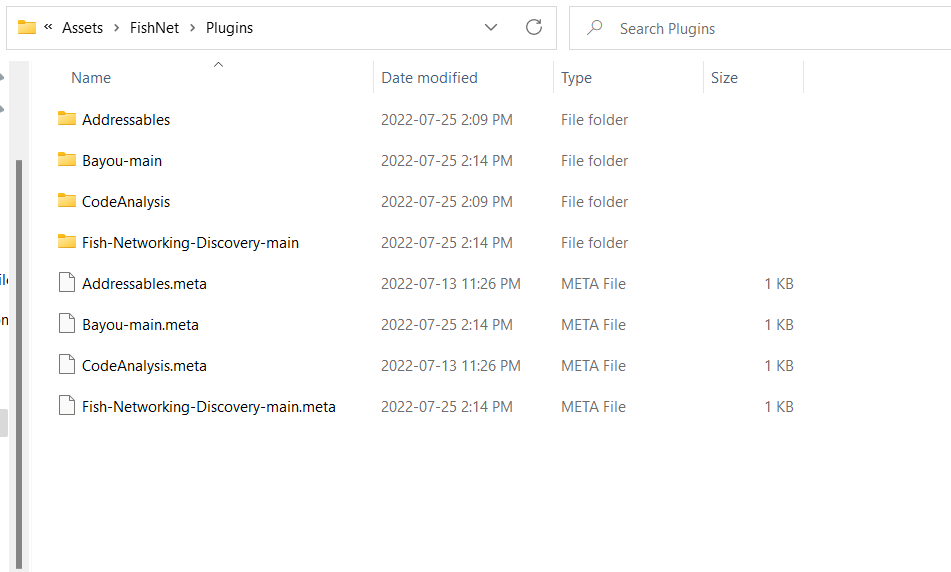 « Assets > FishNet > Plugins
Search Plugins
Name Date modified Type Size
Addressables 2022-07-25 2:09 PM File folder
Bayou-main 2022-07-25 2:14 PM File folder
CodeAnalysis 2022-07-25 2:09 PM File folder
Fish-Networking-Discovery-main 2022-07-25 2:14 PM File folder
Addressables.meta 2022-07-13 11:26 PM META File 1 KB
Bayou-main.meta 2022-07-25 2:14 PM META File 1 KB
CodeAnalysis.meta 2022-07-13 11:26 PM META File 1 KB
Fish-Networking-Discovery-main.meta 2022-07-25 2:14 PM META File 1 KB